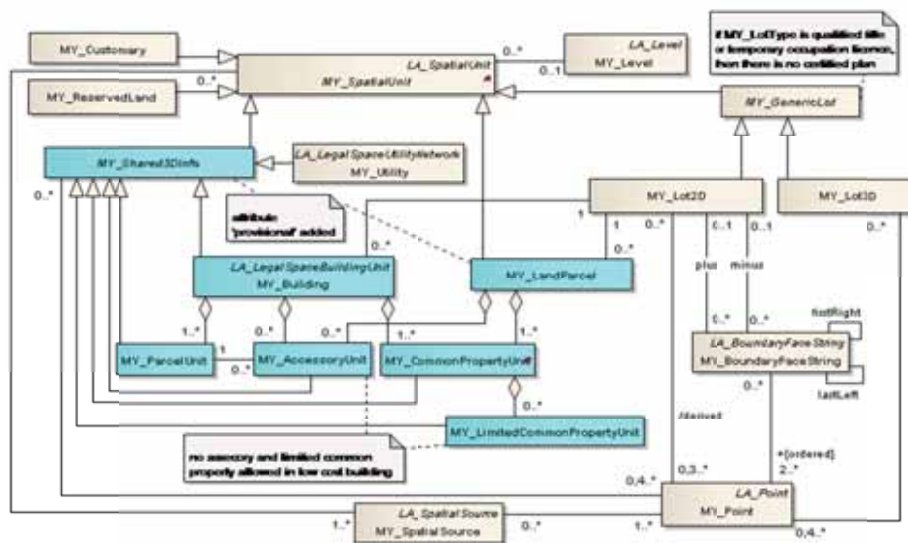 MY_Customary
MY_ReservedLand
0..*
LA_SpatialUnit
MY_SpatialUnit
0..*
0..1
LA_Level
MY_Level
if MY_LotType is qualified title
or temporary occupation licence,
then there is no certified plan
MY_GenericLot
MY_Shared3DInfo
0..*
LA_LegalSpaceUtilityNetwork
MY_Utility
attribute
'provisional' added
MY_Lot2D
MY_Lot3D
1
1
0..*
0..1
0..1
0..*
0..*
0..*
LA_LegalSpaceBuildingUnit
MY_Building
MY_LandParcel
plus
minus
1..*
0..*
1..*
0..*
1..*
0..*
0..*
firstRight
MY_ParcelUnit
1
0..*
MY_AccessoryUnit
MY_CommonPropertyUnit
LA_BoundaryFaceString
MY_BoundaryFaceString
lastLeft
0..*
0..*
MY_LimitedCommonPropertyUnit
/derived
no assecory and limited common
property allowed in low cost building
+{ordered}
0,4..*
0,3..*
2..*
LA_Point
MY_Point
LA_SpatialSource
MY_SpatialSource
1..*
0..*
1..*
0,4..*